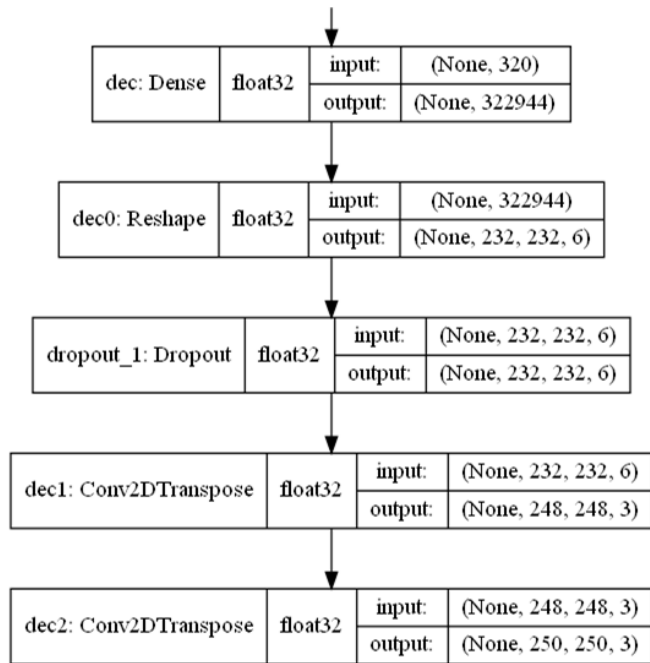 dec: Dense float32 input: (None, 320)
output: (None, 322944)
dec0: Reshape float32 input: (None, 322944)
output: (None, 232, 232, 6)
dropout_1: Dropout float32 input: (None, 232, 232, 6)
output: (None, 232, 232, 6)
dec1: Conv2DTranspose float32 input: (None, 232, 232, 6)
output: (None, 248, 248, 3)
dec2: Conv2DTranspose float32 input: (None, 248, 248, 3)
output: (None, 250, 250, 3)